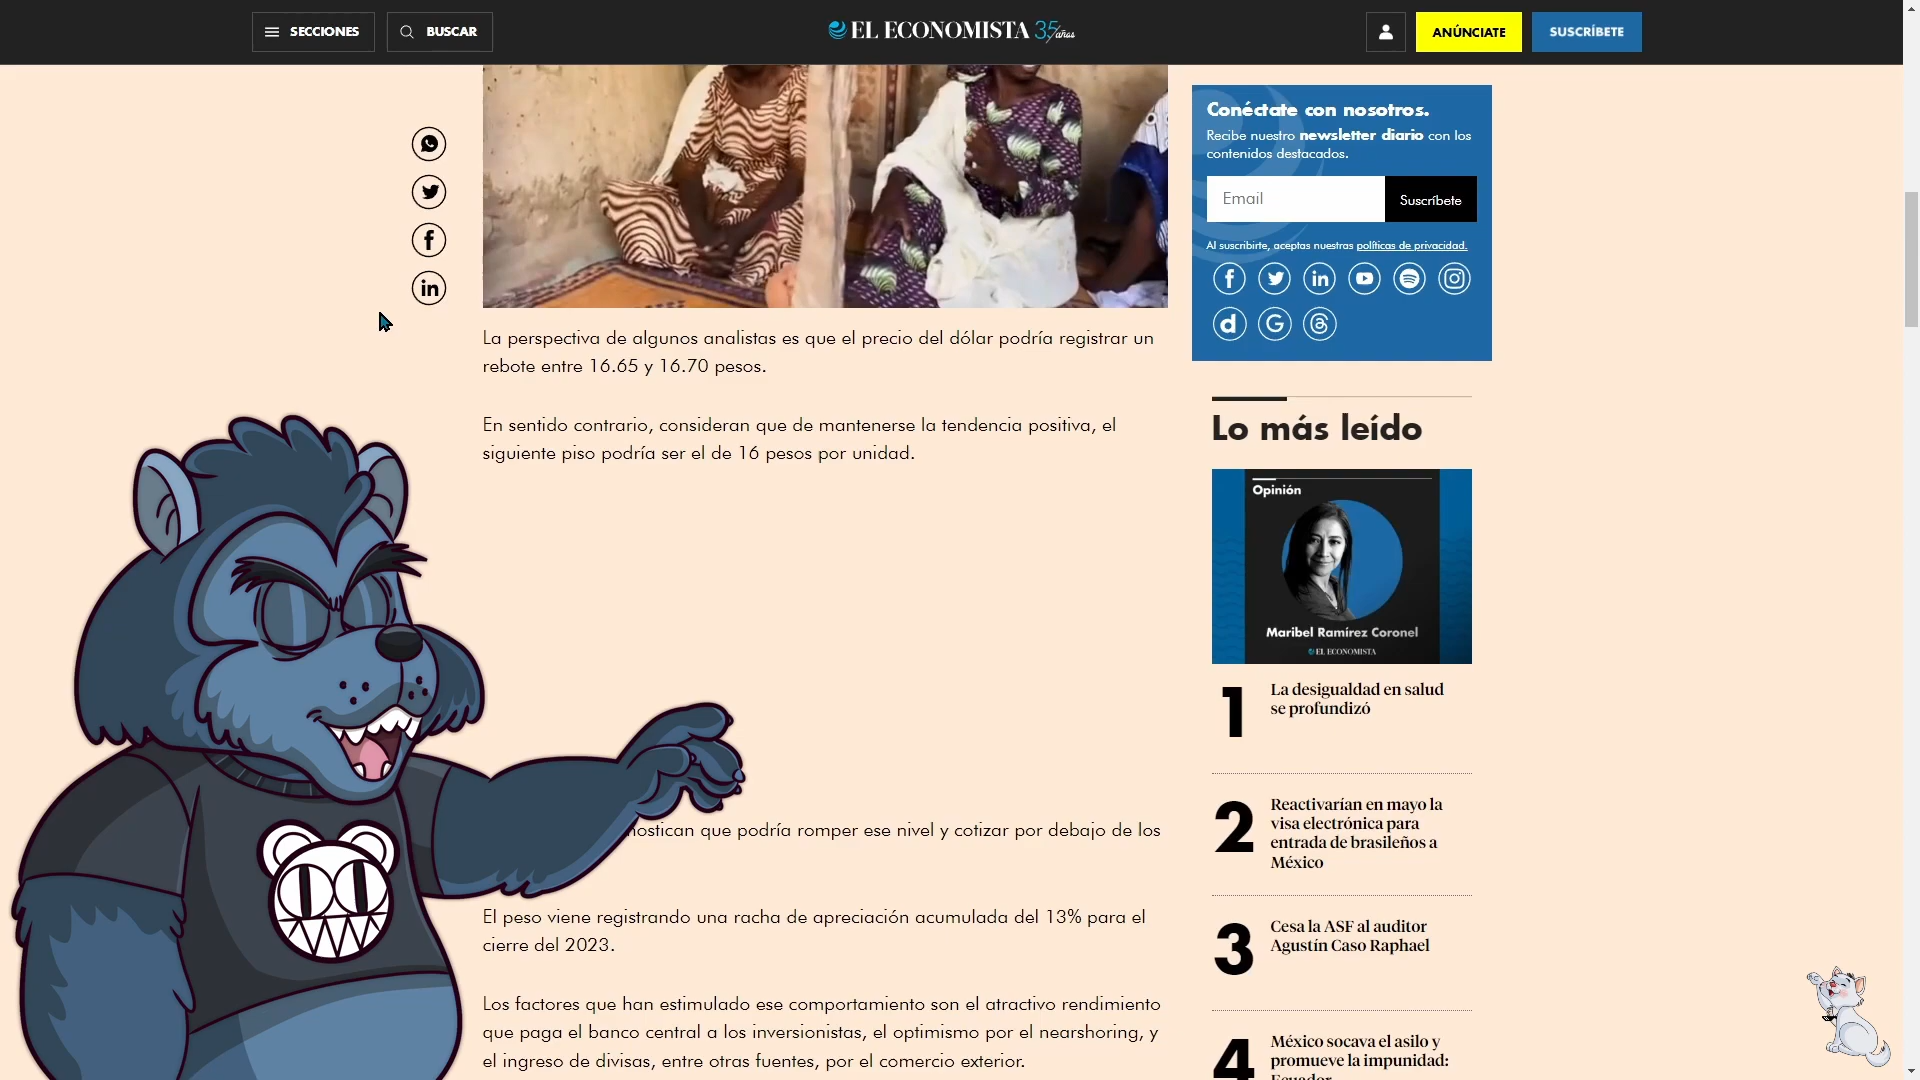 SECCIONES
BUSCAR
EL ECONOMISTA 35 años
ANÚNCIATE
SUSCRÍBETE
La perspectiva de algunos analistas es que el precio del dólar podría registrar un
rebote entre 16.65 y 16.70 pesos.
En sentido contrario, consideran que de mantenerse la tendencia positiva, el
siguiente piso podría ser el de 16 pesos por unidad.
que podría romper ese nivel y cotizar por debajo de los
El peso viene registrando una racha de apreciación acumulada del 13% para el
cierre del 2023.
Los factores que han estimulado ese comportamiento son el atractivo rendimiento
que paga el banco central a los inversionistas, el optimismo por el nearshoring, y
el ingreso de divisas, entre otras fuentes, por el comercio exterior.
Conéctate con nosotros.
Recibe nuestro newsletter diario con los
contenidos destacados.
Email
Suscríbete
Al suscribirte, aceptas nuestras políticas de privacidad.
Lo más leído
Opinión
Maribel Ramírez Coronel
EL ECONOMISTA
1
La desigualdad en salud
se profundizó
2
Reactivarían en mayo la
visa electrónica para
entrada de brasileños a
México
3
Cesa la ASF al auditor
Agustín Caso Raphael
4
México socava el asilo y
promueve la impunidad:
Ecuador